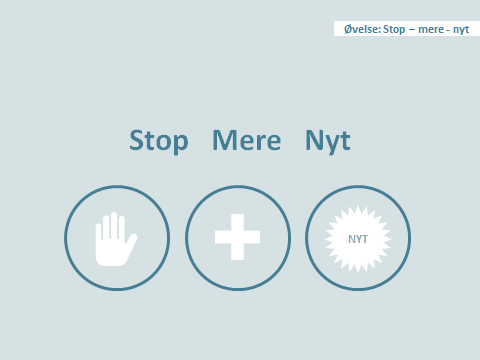 Øvelse: Stop – mere - nyt
Stop Mere Nyt
NYT